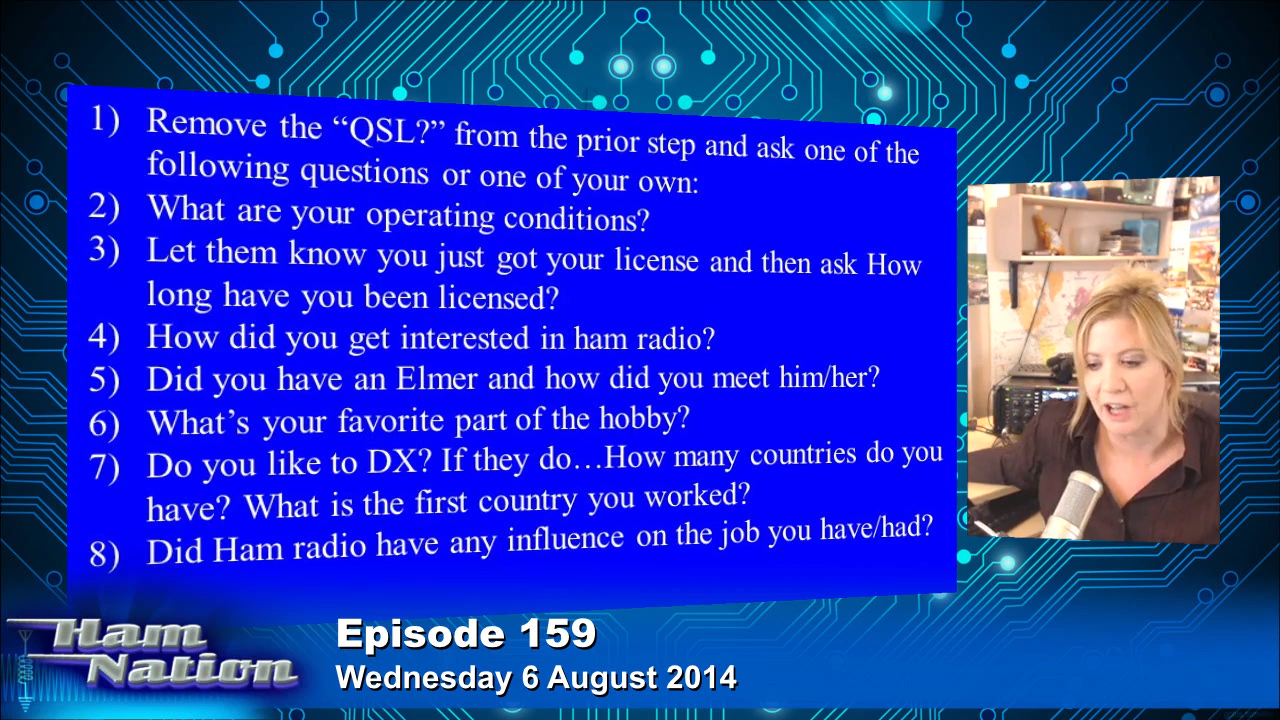 1) Remove the “QSL?” from the prior step and ask one of the
following questions or one of your own:
2) What are your operating conditions?
3) Let them know you just got your license and then ask How
long have you been licensed?
4) How did you get interested in ham radio?
5) Did you have an Elmer and how did you meet him/her?
6) What’s your favorite part of the hobby?
7) Do you like to DX? If they do…How many countries do you
have? What is the first country you worked?
8) Did Ham radio have any influence on the job you have/had?
Ham
Nation
Episode 159
Wednesday 6 August 2014